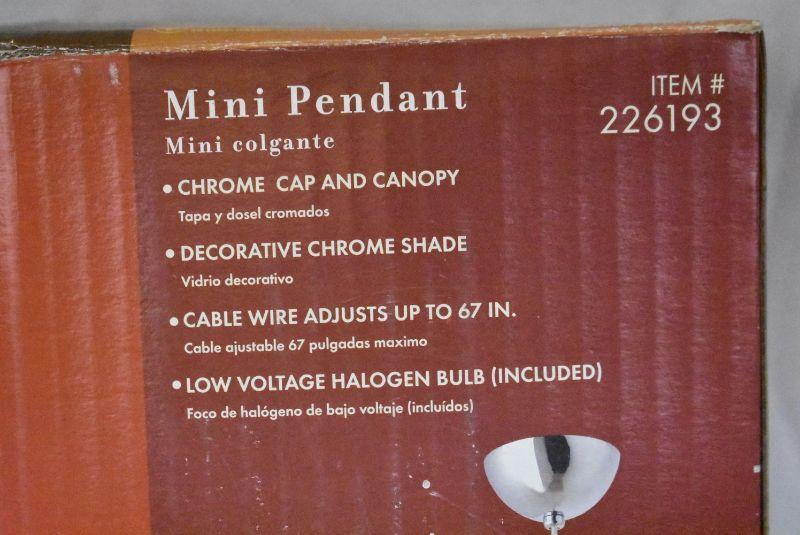 Mini Pendant
Mini colgante
ITEM #
226193
• CHROME CAP AND CANOPY
Tapa y dosel cromados
• DECORATIVE CHROME SHADE
Vidrio decorativo
• CABLE WIRE ADJUSTS UP TO 67 IN.
Cable ajustable 67 pulgadas maximo
• LOW VOLTAGE HALOGEN BULB (INCLUDED)
Foco de halógeno de bajo voltaje (incluídos)